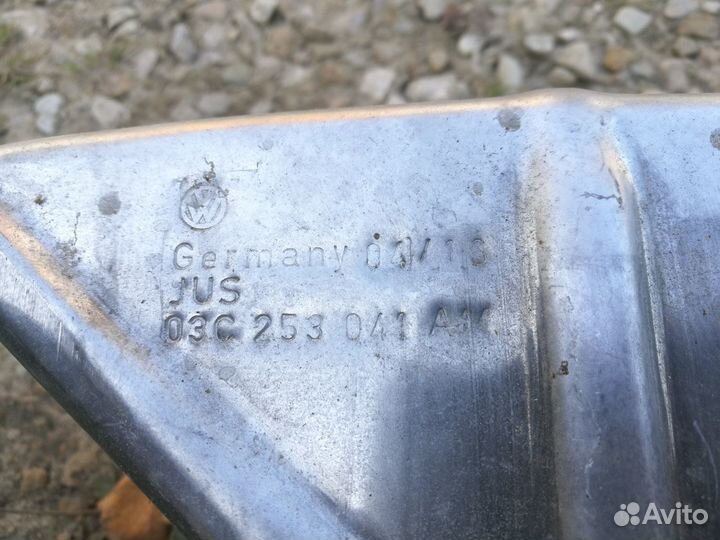 Germany
JUS
03C 253 041
Avito